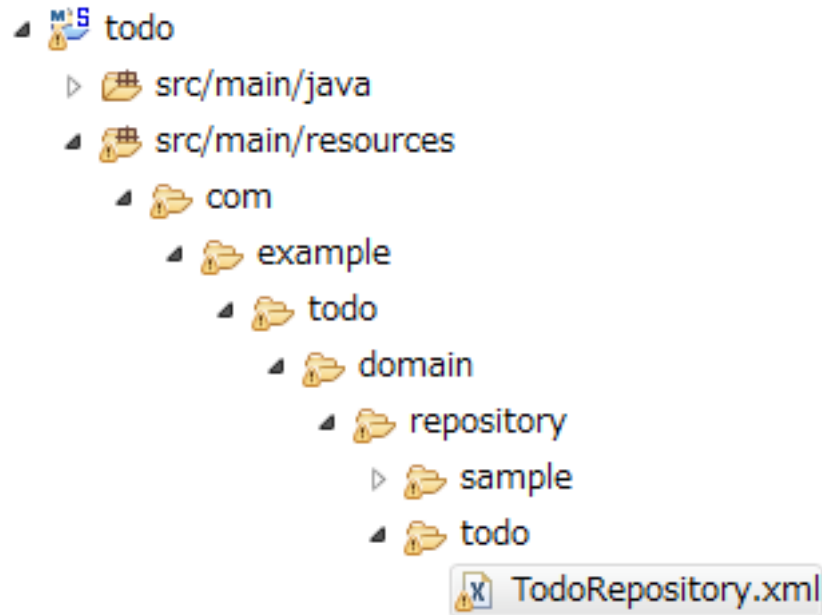 todo
src/main/java
src/main/resources
com
example
todo
domain
repository
sample
todo
TodoRepository.xml